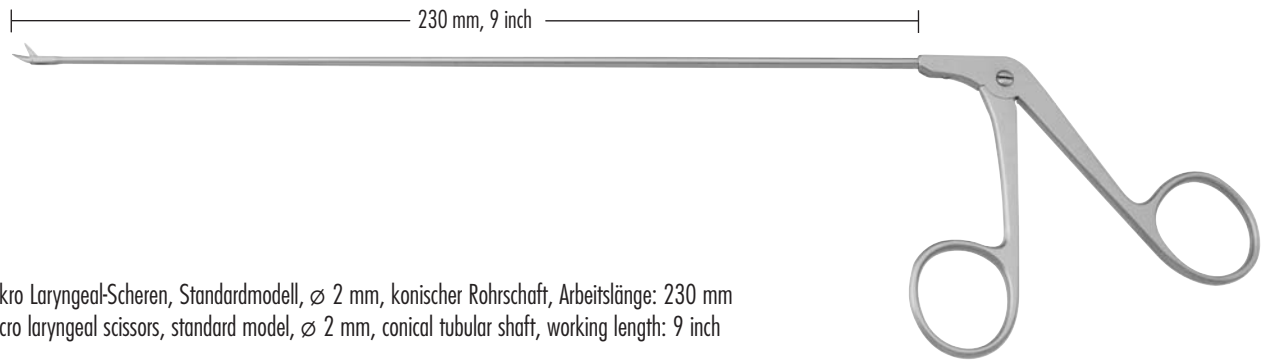 230 mm, 9 inch
kro Laryngeal-Scheren, Standardmodell, ⌀ 2 mm, konischer Rohrschaft, Arbeitslänge: 230 mm
cro laryngeal scissors, standard model, ⌀ 2 mm, conical tubular shaft, working length: 9 inch